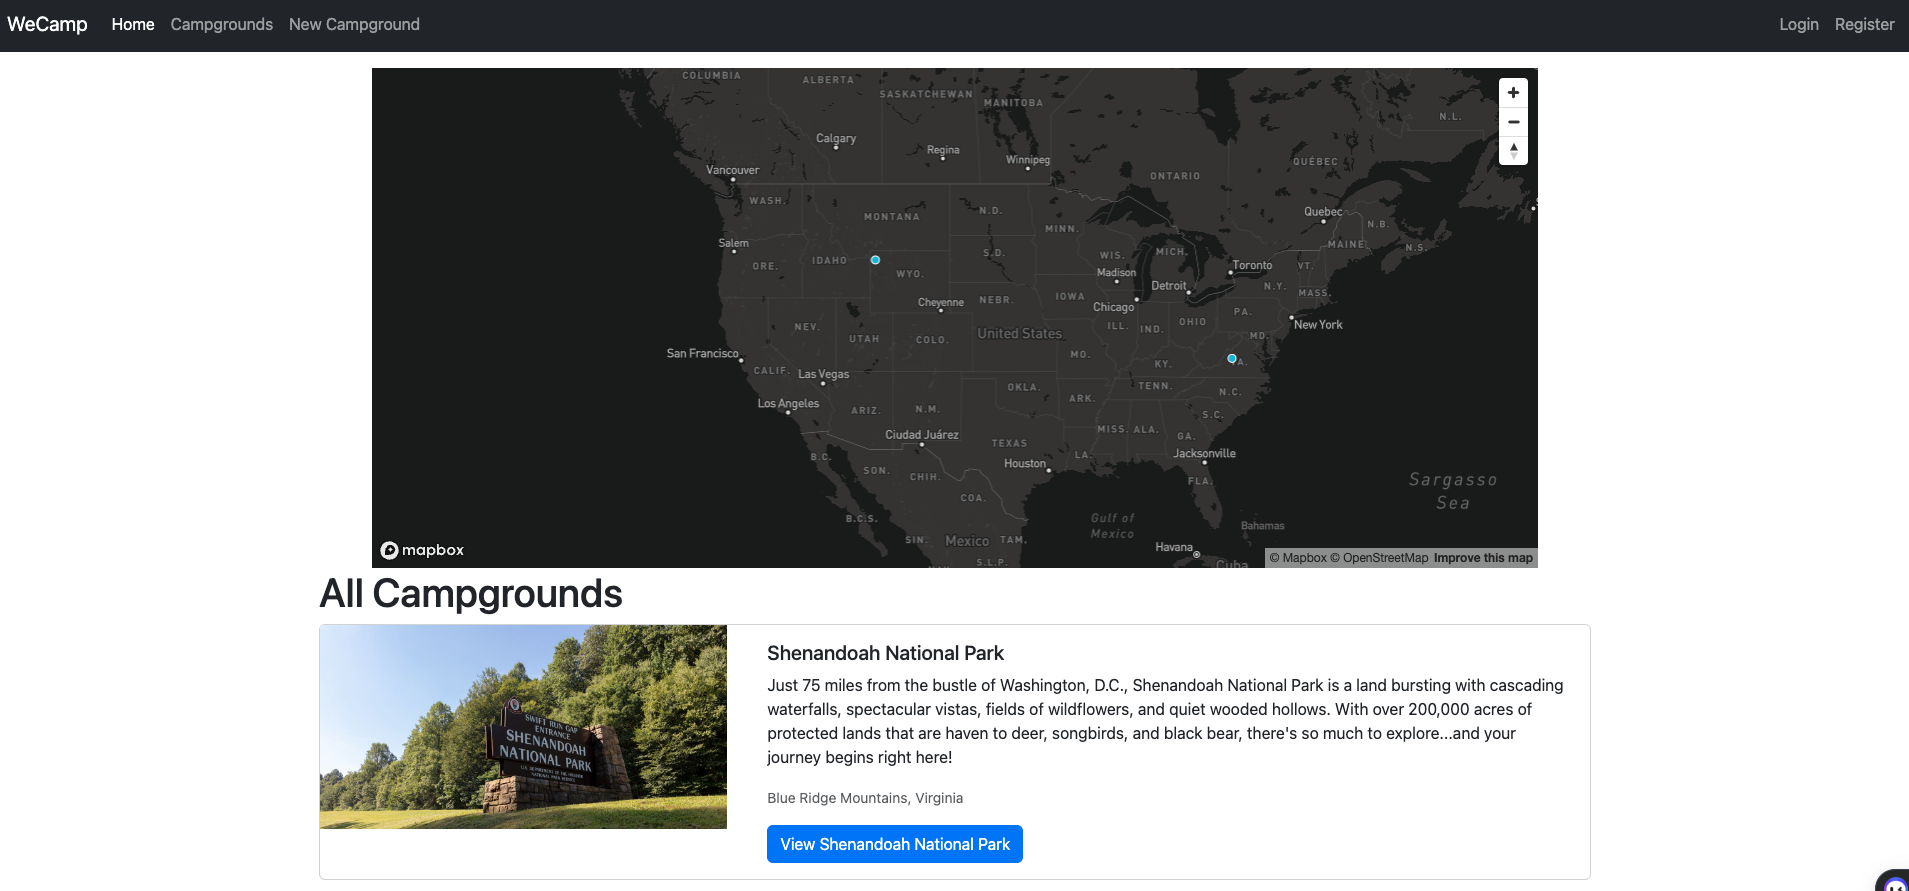 WeCamp Home Campgrounds New Campground Login Register
COLUMBIA
ALBERTA
SASKATCHEWAN
MANITOBA
N.L.
Calgary
Regina
Winnipeg
QUÉBEC
Vancouver
ONTARIO
WASH.
MONTANA
N.D.
Quebec
N.B.
MINN.
Salem
MAINE
N.S.
S.D.
WIS.
MICH.
ORE.
IDAHO
WYO.
Madison
Toronto
VT.
Detroit
N.Y.
MASS.
Cheyenne
NEBR.
IOWA
Chicago
PA.
NEV.
ILL.
IND.
OHIO
New York
UTAH
COLO.
United States
MD.
San Francisco
MO.
KY.
CALIF.
Las Vegas
OKLA.
TENN.
N.C.
Los Angeles
ARIZ.
N.M.
ARK.
S.C.
Ciudad Juárez
TEXAS
MISS.
ALA.
GA.
B.C.
SON.
CHIH.
Houston
LA.
Jacksonville
FLA.
COA.
Sargasso
Sea
B.C.S.
Gulf of
Mexico
Bahamas
SIN.
Mexico
TAM.
Havana
S.L.P.
Cuba
mapbox
© Mapbox © OpenStreetMap Improve this map
All Campgrounds
SWIFT RUN GAP
ENTRANCE
SHENANDOAH
NATIONAL PARK
U.S. DEPARTMENT OF THE INTERIOR
NATIONAL PARK SERVICE
Shenandoah National Park
Just 75 miles from the bustle of Washington, D.C., Shenandoah National Park is a land bursting with cascading
waterfalls, spectacular vistas, fields of wildflowers, and quiet wooded hollows. With over 200,000 acres of
protected lands that are haven to deer, songbirds, and black bear, there's so much to explore...and your
journey begins right here!
Blue Ridge Mountains, Virginia
View Shenandoah National Park